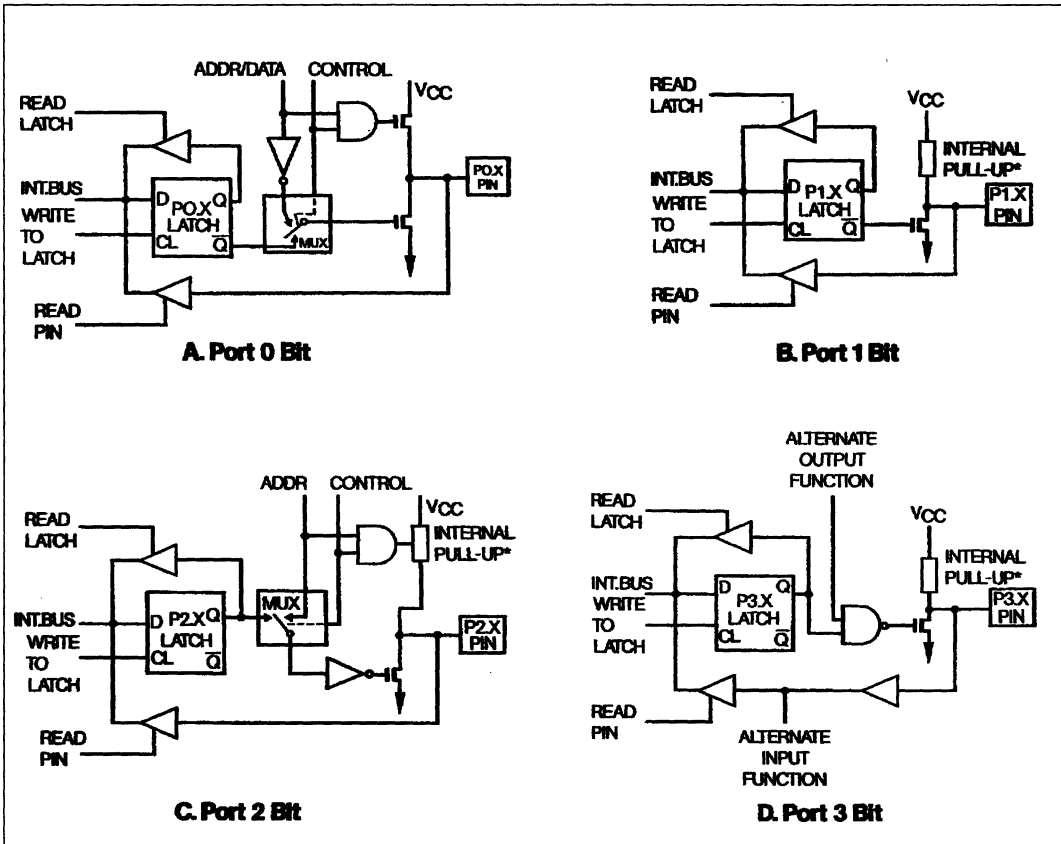 ADDR/DATA CONTROL
VCC
READ
LATCH
INT.BUS
WRITE
TO
LATCH
D Q
P0.X
LATCH
CL Q
MUX
P0.X
PIN
READ
PIN
A. Port 0 Bit
READ
LATCH
VCC
INTERNAL
PULL-UP*
INT.BUS
WRITE
TO
LATCH
D Q
P1.X
LATCH
CL Q
P1.X
PIN
READ
PIN
B. Port 1 Bit
ADDR CONTROL
VCC
INTERNAL
PULL-UP*
READ
LATCH
INT.BUS
WRITE
TO
LATCH
D Q
P2.X
LATCH
CL Q
MUX
P2.X
PIN
READ
PIN
C. Port 2 Bit
ALTERNATE
OUTPUT
FUNCTION
READ
LATCH
VCC
INTERNAL
PULL-UP*
INT.BUS
WRITE
TO
LATCH
D Q
P3.X
LATCH
CL Q
P3.X
PIN
READ
PIN
ALTERNATE
INPUT
FUNCTION
D. Port 3 Bit